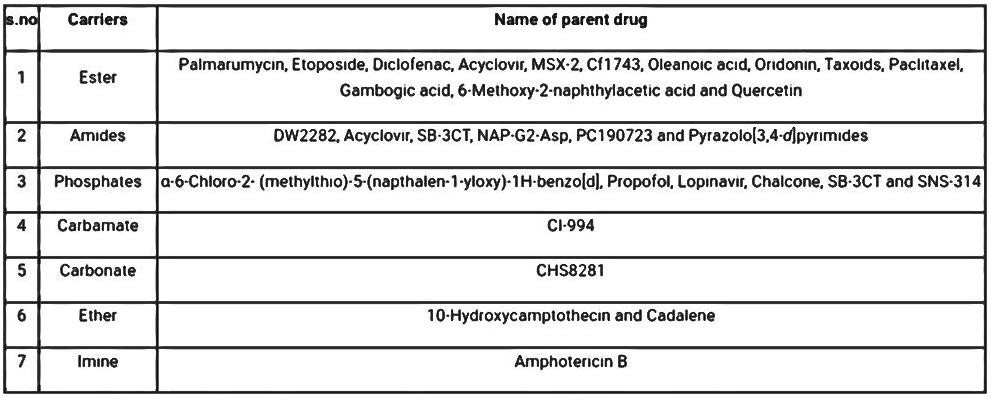 s.no Carriers Name of parent drug
1 Ester Palmarumycin, Etoposide, Diclofenac, Acyclovir, MSX-2, Cf1743, Oleanoic acid, Oridonin, Taxoids, Paclitaxel,
Gambogic acid, 6-Methoxy-2-naphthylacetic acid and Quercetin
2 Amides DW2282, Acyclovir, SB-3CT, NAP-G2-Asp, PC190723 and Pyrazolo[3,4-d]pyrimides
3 Phosphates α-6-Chloro-2- (methylthio)-5-(napthalen-1-yloxy)-1H-benzo[d], Propofol, Lopinavir, Chalcone, SB-3CT and SNS-314
4 Carbamate CI-994
5 Carbonate CHS8281
6 Ether 10-Hydroxycamptothecin and Cadalene
7 Imine Amphotericin B